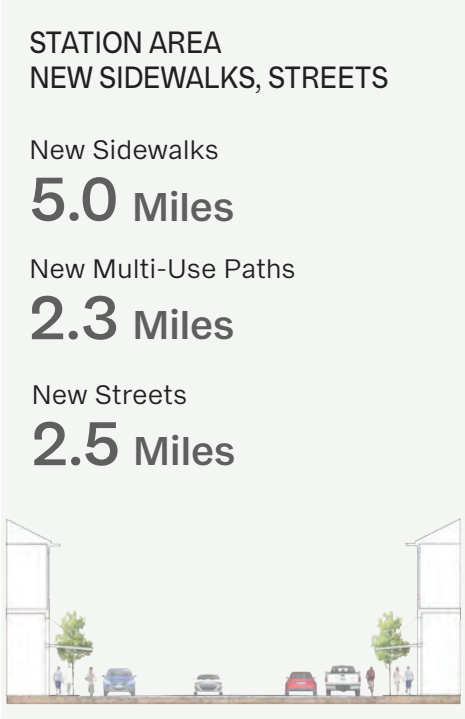 STATION AREA
NEW SIDEWALKS, STREETS
New Sidewalks
5.0 Miles
New Multi-Use Paths
2.3 Miles
New Streets
2.5 Miles